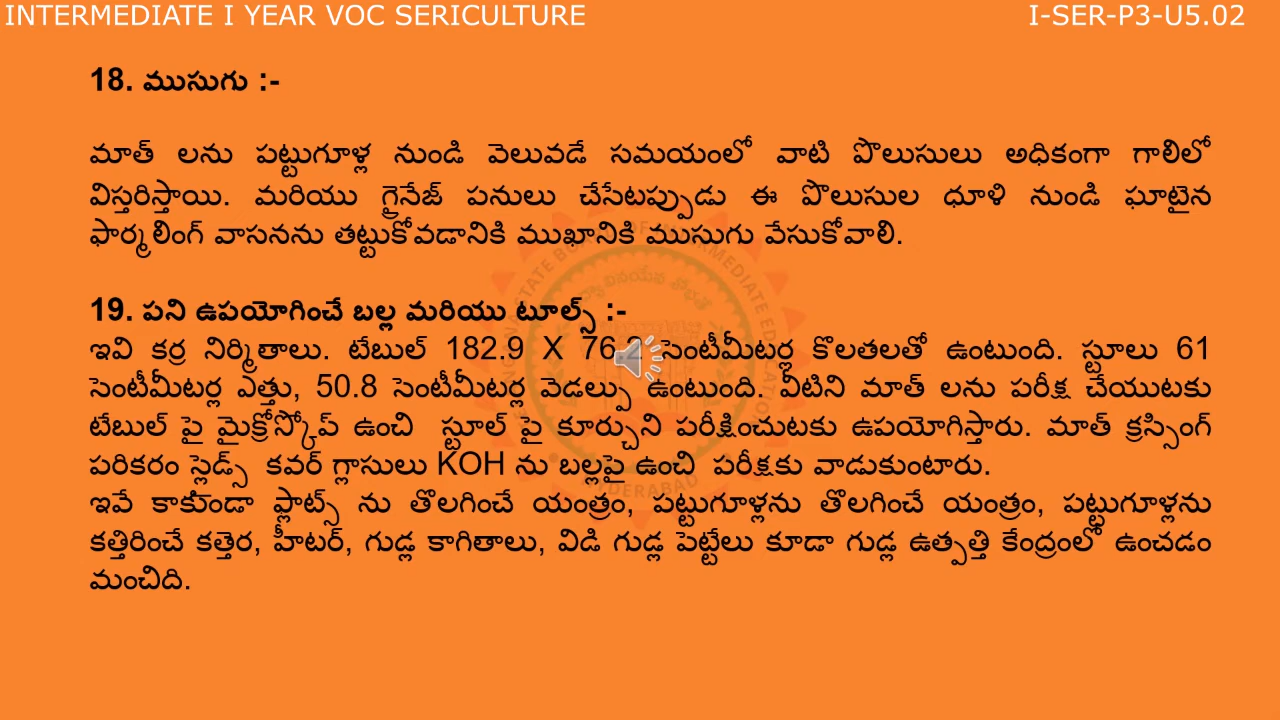 INTERMEDIATE I YEAR VOC SERICULTURE I-SER-P3-U5.02
18. ముసుగు :-
మాత్ లను పట్టుగూళ్ల నుండి వెలువడే సమయంలో వాటి పొలుసులు అధికంగా గాలిలో
విస్తరిస్తాయి. మరియు గ్రైనేజ్ పనులు చేసేటప్పుడు ఈ పొలుసుల ధూళి నుండి ఘాటైన
ఫార్మలింగ్ వాసనను తట్టుకోవడానికి ముఖానికి ముసుగు వేసుకోవాలి.
19. పని ఉపయోగించే బల్ల మరియు టూల్స్ :-
ఇవి కర్ర నిర్మితాలు. టేబుల్ 182.9 X 76.2 సెంటీమీటర్ల కొలతలతో ఉంటుంది. స్టూలు 61
సెంటీమీటర్ల ఎత్తు, 50.8 సెంటీమీటర్ల వెడల్పు ఉంటుంది. వీటిని మాత్ లను పరీక్ష చేయుటకు
టేబుల్ పై మైక్రోస్కోప్ ఉంచి స్టూల్ పై కూర్చుని పరీక్షించుటకు ఉపయోగిస్తారు. మాత్ క్రస్సింగ్
పరికరం స్లైడ్స్ కవర్ గ్లాసులు KOH ను బల్లపై ఉంచి పరీక్షకు వాడుకుంటారు.
ఇవే కాకుండా ఫ్లాట్స్ ను తొలగించే యంత్రం, పట్టుగూళ్లను తొలగించే యంత్రం, పట్టుగూళ్లను
కత్తిరించే కత్తెర, హీటర్, గుడ్ల కాగితాలు, విడి గుడ్ల పెట్టేలు కూడా గుడ్ల ఉత్పత్తి కేంద్రంలో ఉంచడం
మంచిది.